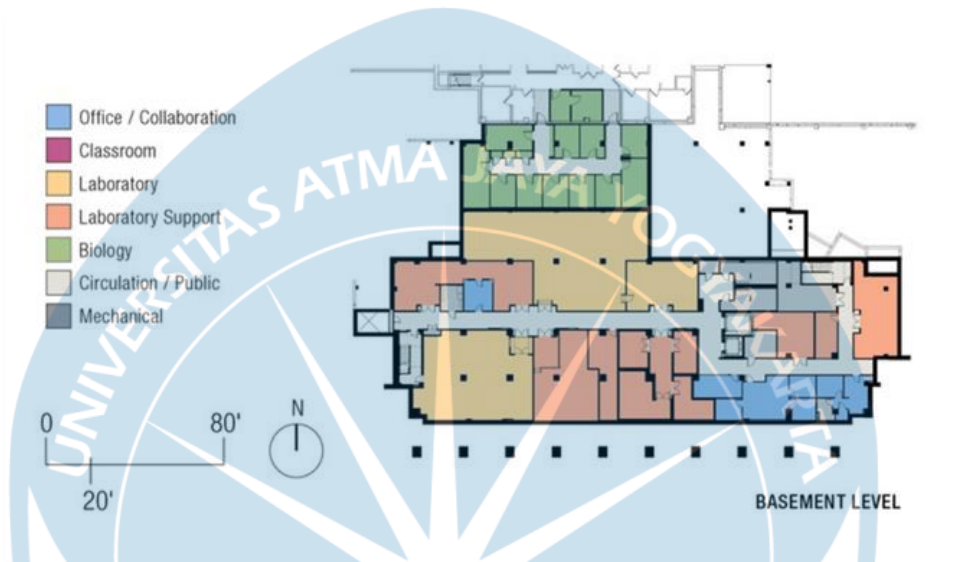 Office / Collaboration
Classroom
Laboratory
Laboratory Support
Biology
Circulation / Public
Mechanical
UNIVERSITAS ATMA JAYA YOGYAKARTA
0 80'
20'
N
BASEMENT LEVEL